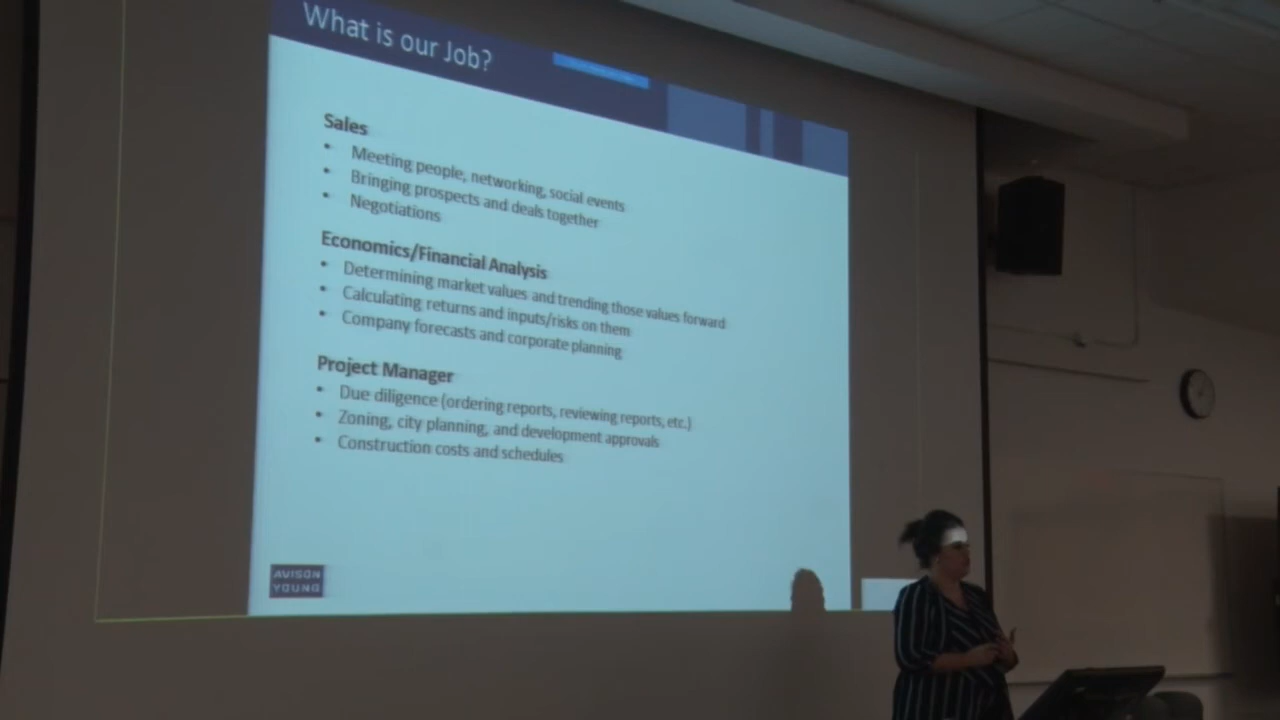 What is our Job?
Sales
• Meeting people, networking, social events
• Bringing prospects and deals together
• Negotiations
Economics/Financial Analysis
• Determining market values and trending those values forward
• Calculating returns and inputs/risks on them
• Company forecasts and corporate planning
Project Manager
• Due diligence (ordering reports, reviewing reports, etc.)
• Zoning, city planning, and development approvals
• Construction costs and schedules
AVISON
YOUNG